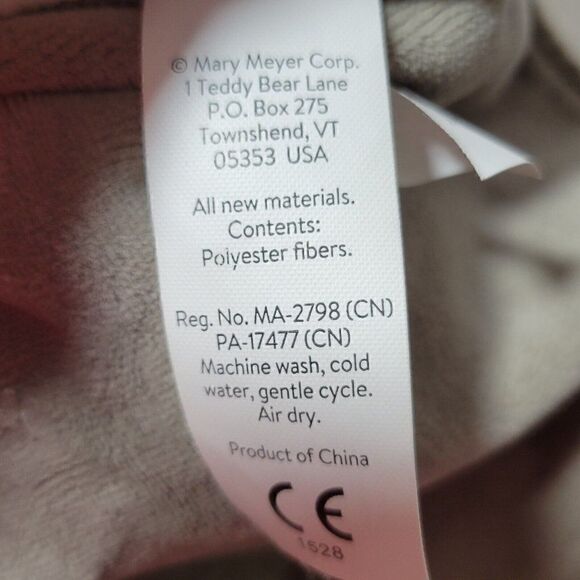 © Mary Meyer Corp.
1 Teddy Bear Lane
P.O. Box 275
Townshend, VT
05353 USA
All new materials.
Contents:
Polyester fibers.
Reg. No. MA-2798 (CN)
PA-17477 (CN)
Machine wash, cold
water, gentle cycle.
Air dry.
Product of China
CE
1528